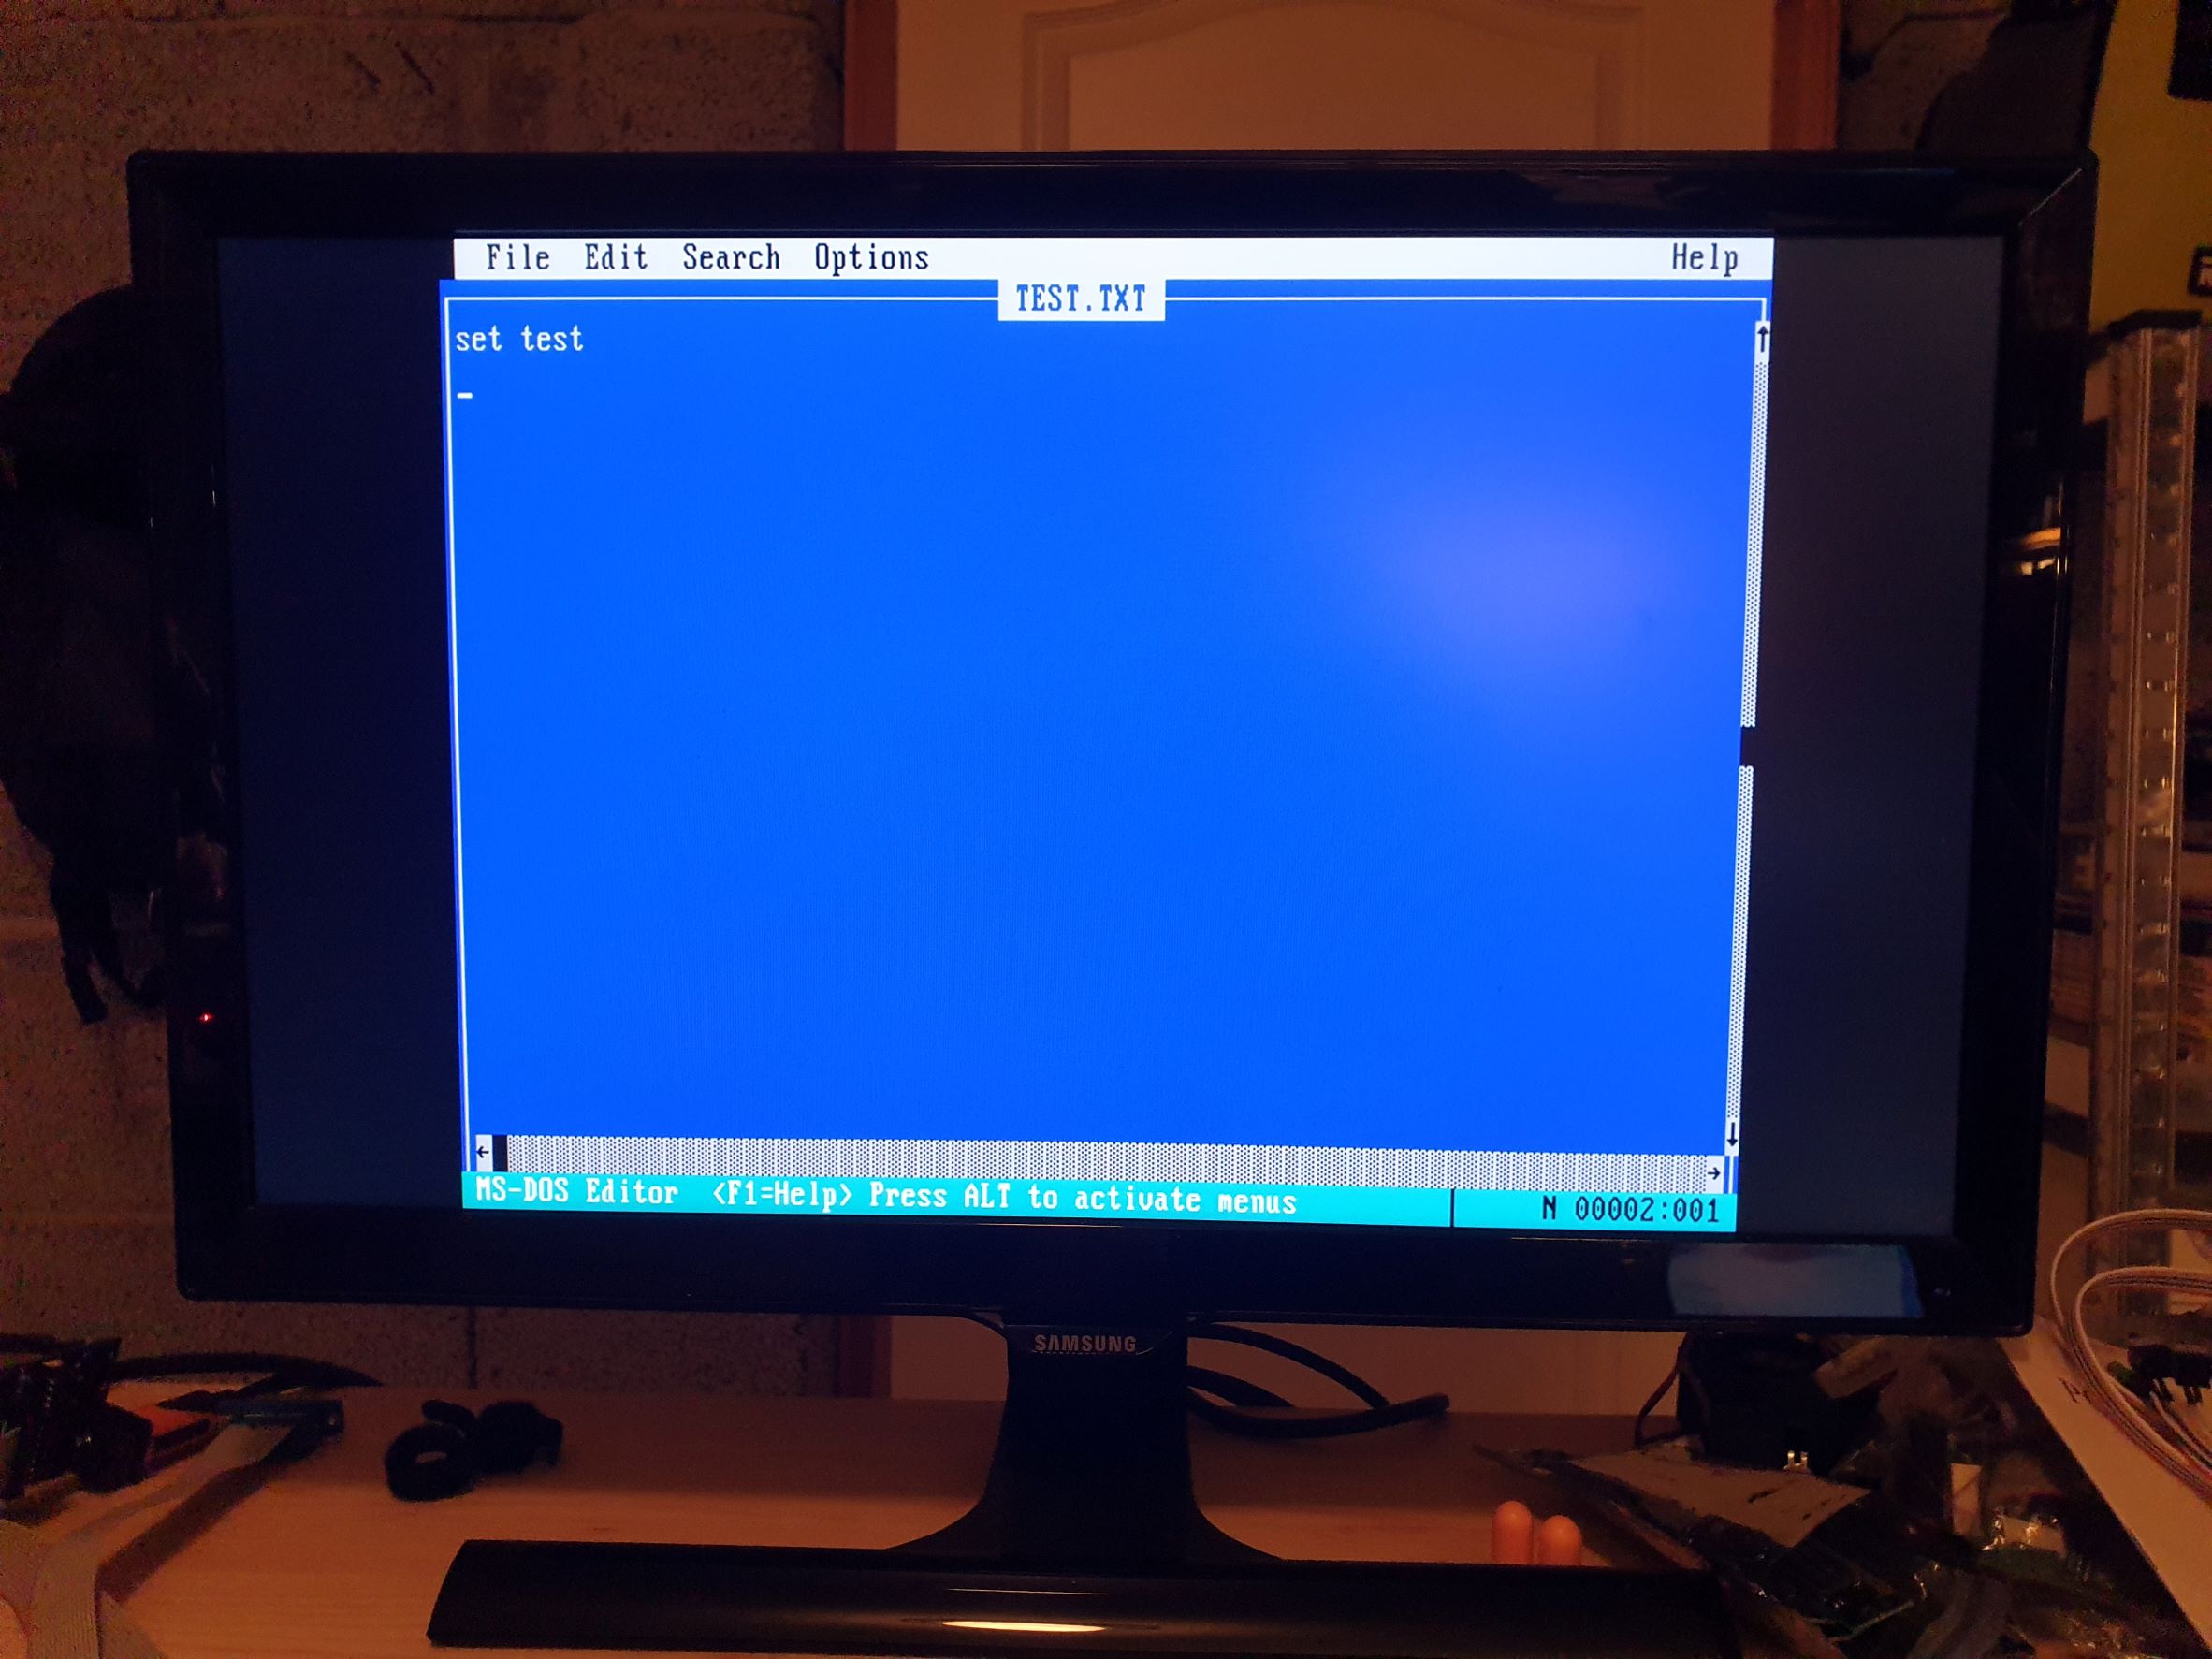 File Edit Search Options Help
TEST.TXT
set test
MS-DOS Editor <F1=Help> Press ALT to activate menus N 00002:001
SAMSUNG